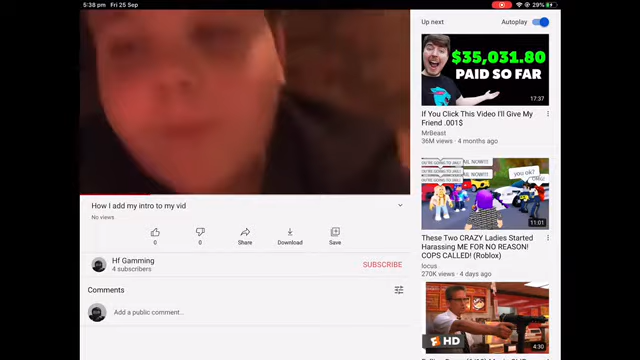 5:38 pm Fri 25 Sep
29%
Up next
Autoplay
$35,031.80
PAID SO FAR
17:37
If You Click This Video I'll Give My
Friend .001$
MrBeast
36M views · 4 months ago
you ok?
11:01
These Two CRAZY Ladies Started
Harassing ME FOR NO REASON!
COPS CALLED! (Roblox)
locus
270K views · 4 days ago
HD
4:30
How I add my intro to my vid
No views
0
0
Share
Download
Save
Hf Gamming
4 subscribers
SUBSCRIBE
Comments
Add a public comment...